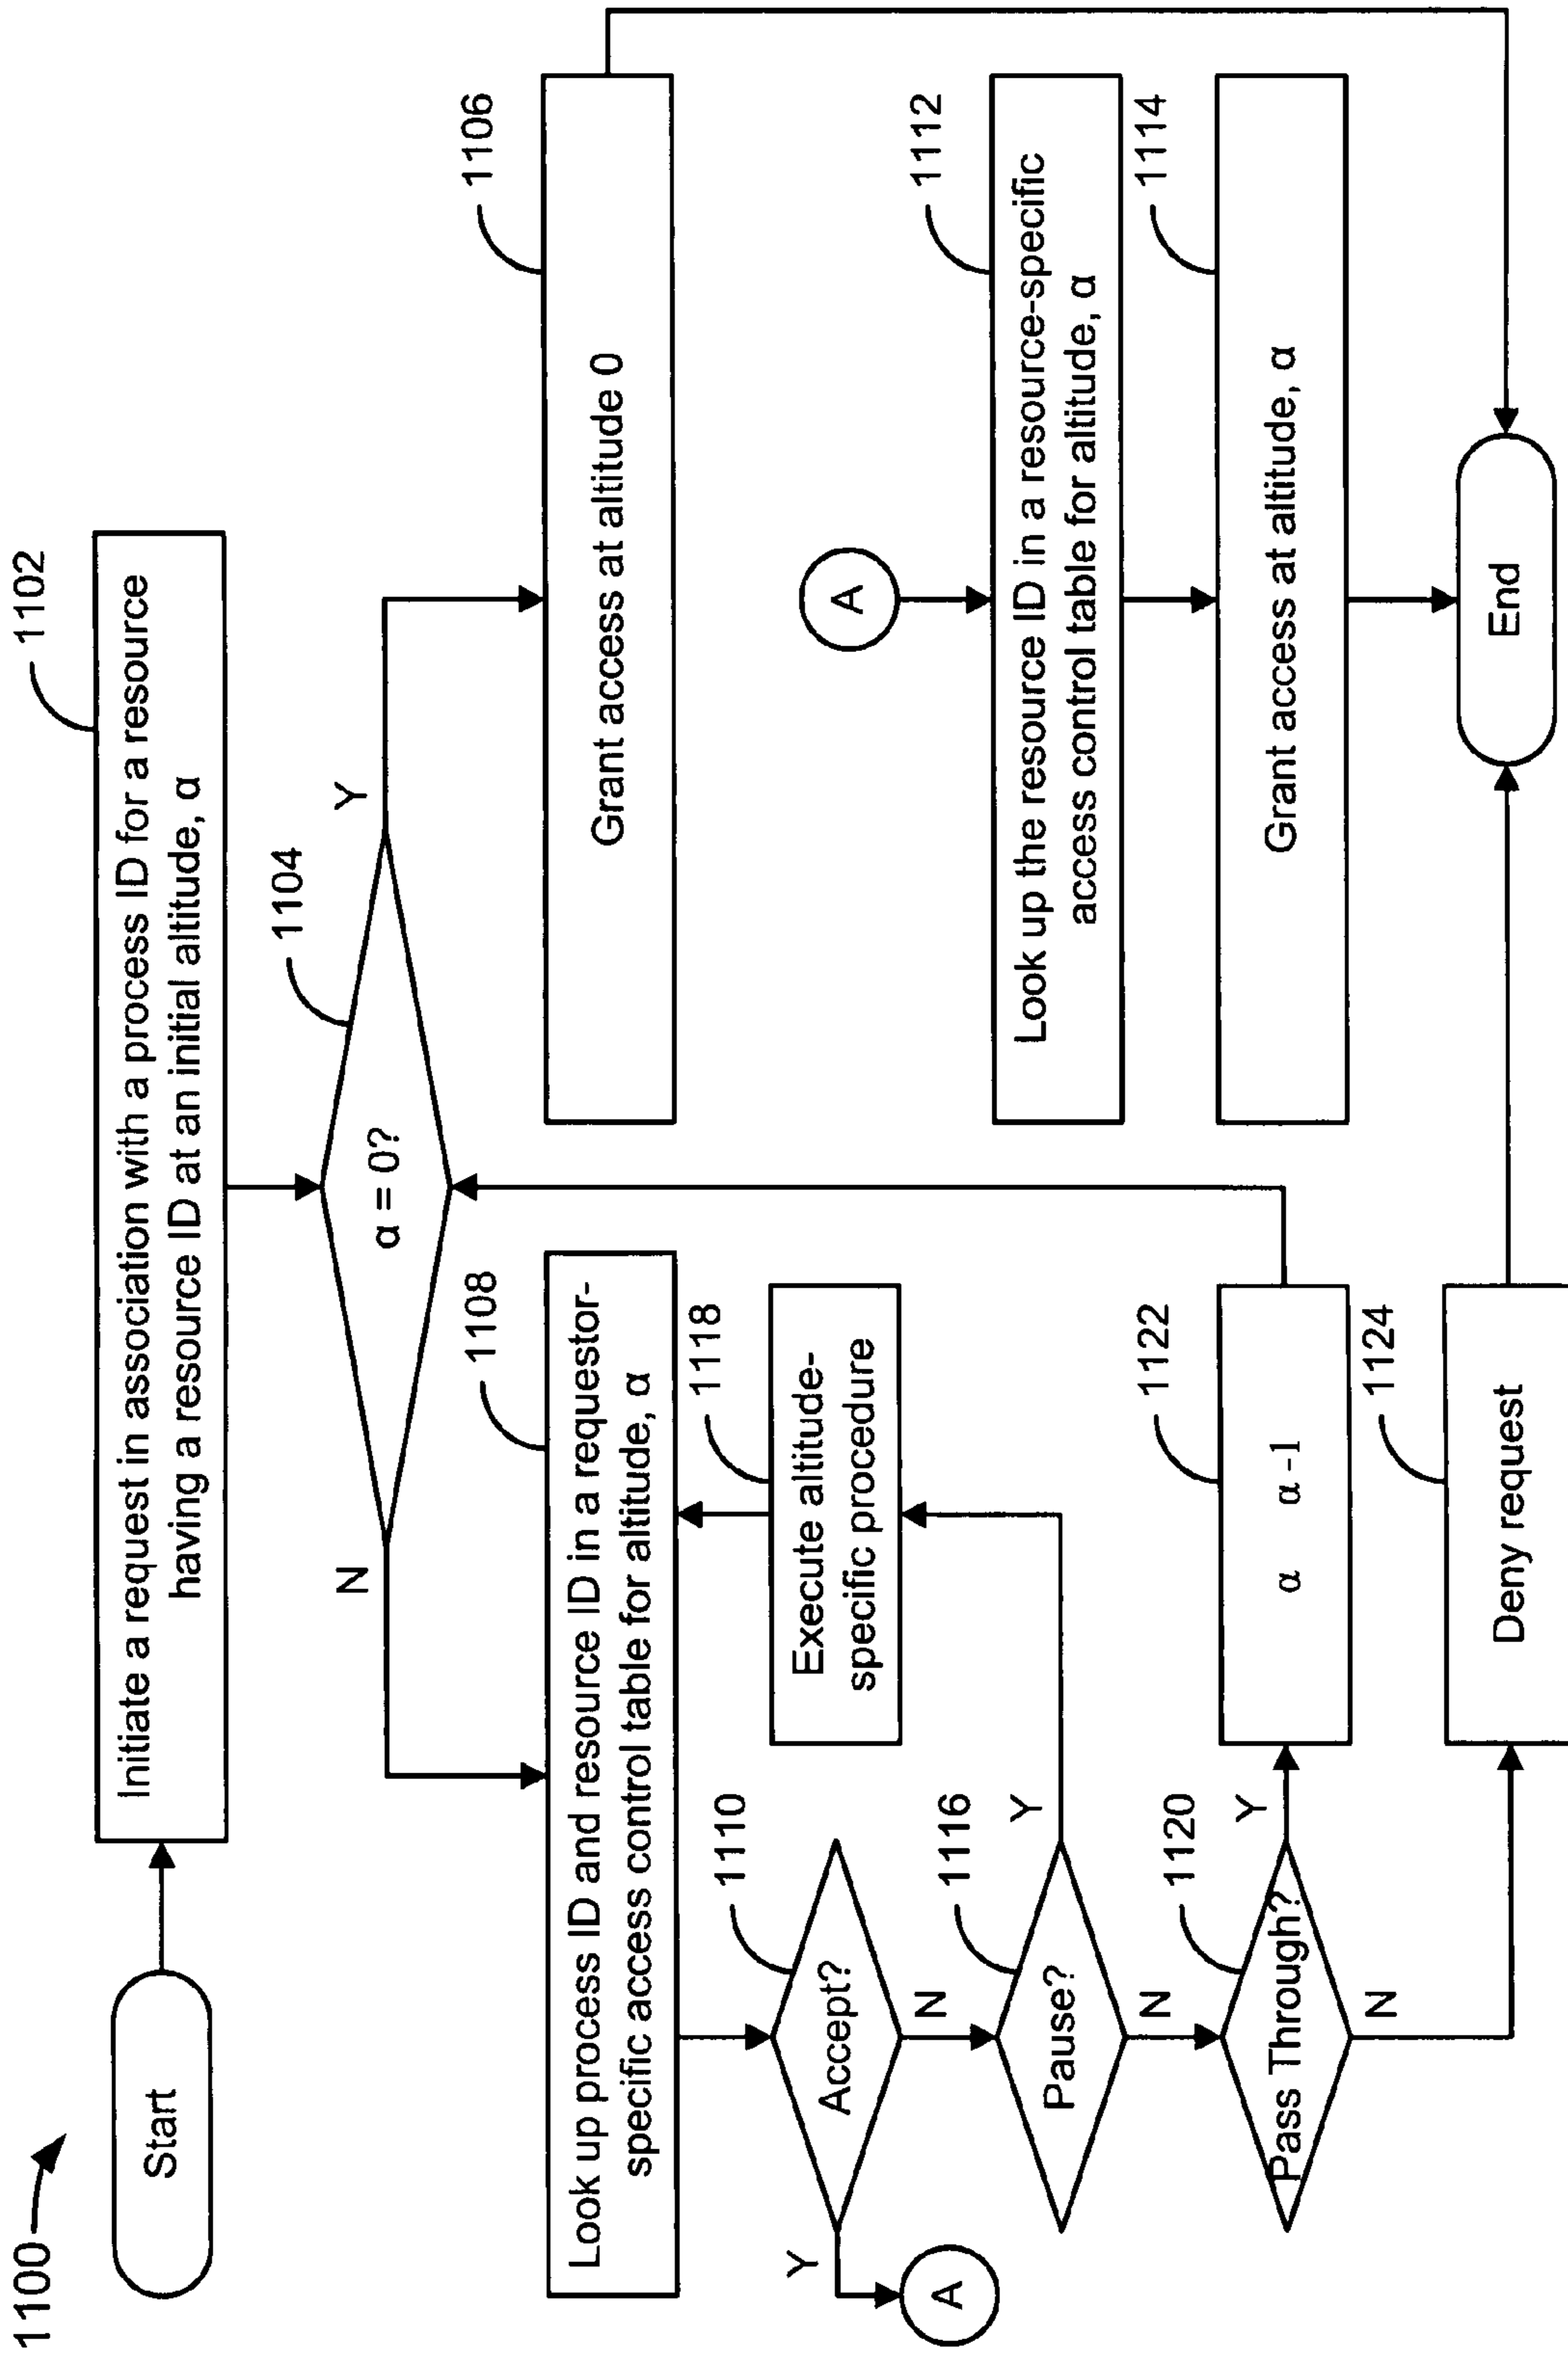 1100
Start
1102
Initiate a request in association with a process ID for a resource
having a resource ID at an initial altitude, α
1104
α = 0?
Y
N
1106
Grant access at altitude 0
1108
Look up process ID and resource ID in a requestor-
specific access control table for altitude, α
1110
Accept?
Y
A
N
1118
Execute altitude-
specific procedure
1116
Pause?
Y
N
1120
Pass Through?
Y
N
1122
α α -1
1124
Deny request
A
1112
Look up the resource ID in a resource-specific
access control table for altitude, α
1114
Grant access at altitude, α
End